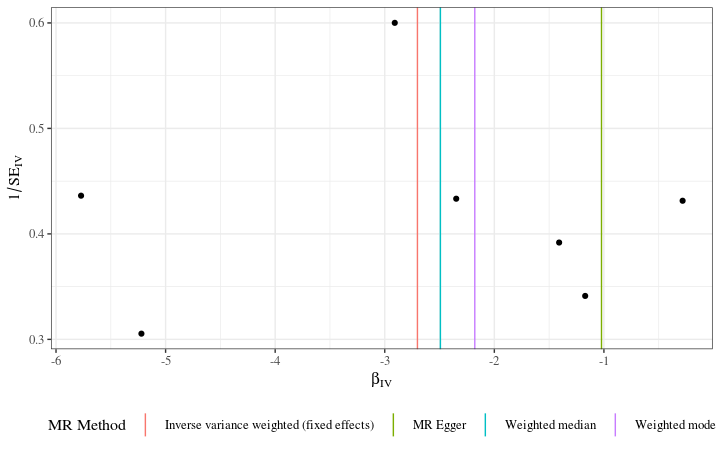 0.6
0.5
0.4
0.3
1/SE_IV
-6 -5 -4 -3 -2 -1
β_IV
MR Method Inverse variance weighted (fixed effects) MR Egger Weighted median Weighted mode